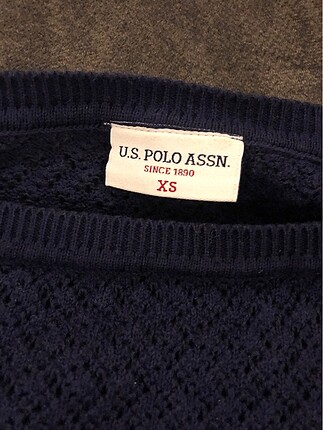 U.S. POLO ASSN.
SINCE 1890
XS